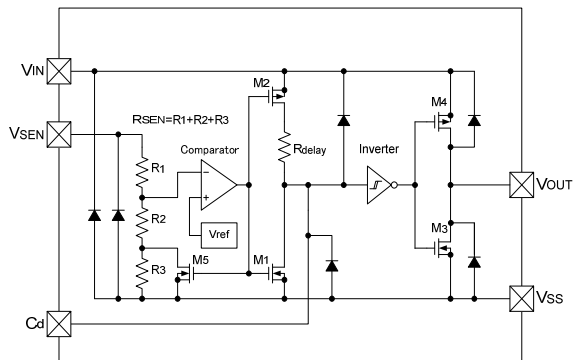 VIN
M2
M4
RSEN=R1+R2+R3
VSEN
Comparator
Rdelay
Inverter
R1
−
+
VOUT
R2
Vref
M3
M5
M1
R3
VSS
Cd